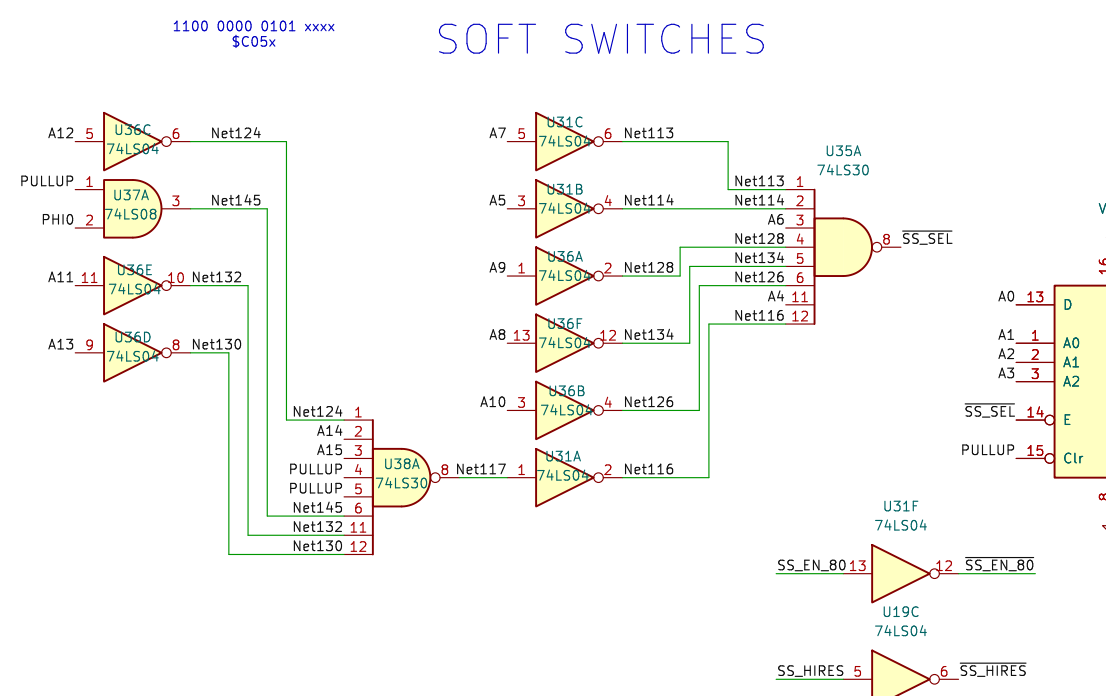 1100 0000 0101 xxxx
$C05x
SOFT SWITCHES
A12 5 U36C 74LS04 6 Net124
PULLUP 1
U37A 74LS08 3 Net145
PHI0 2
A11 11 U36E 74LS04 10 Net132
A13 9 U36D 74LS04 8 Net130
Net124 1
A14 2
A15 3
PULLUP 4
PULLUP 5
Net145 6
Net132 11
Net130 12
U38A
74LS30
8 Net117
A7 5 U31C 74LS04 6 Net113
A5 3 U31B 74LS04 4 Net114
A9 1 U36A 74LS04 2 Net128
A8 13 U36F 74LS04 12 Net134
A10 3 U36B 74LS04 4 Net126
1 U31A 74LS04 2 Net116
U35A
74LS30
Net113 1
Net114 2
A6 3
Net128 4
Net134 5
Net126 6
A4 11
Net116 12
8 SS_SEL
V
16
A0 13 D
A1 1 A0
A2 2 A1
A3 3 A2
SS_SEL 14 E
PULLUP 15 Clr
8
U31F
74LS04
SS_EN_80 13 12 SS_EN_80
U19C
74LS04
SS_HIRES 5 6 SS_HIRES